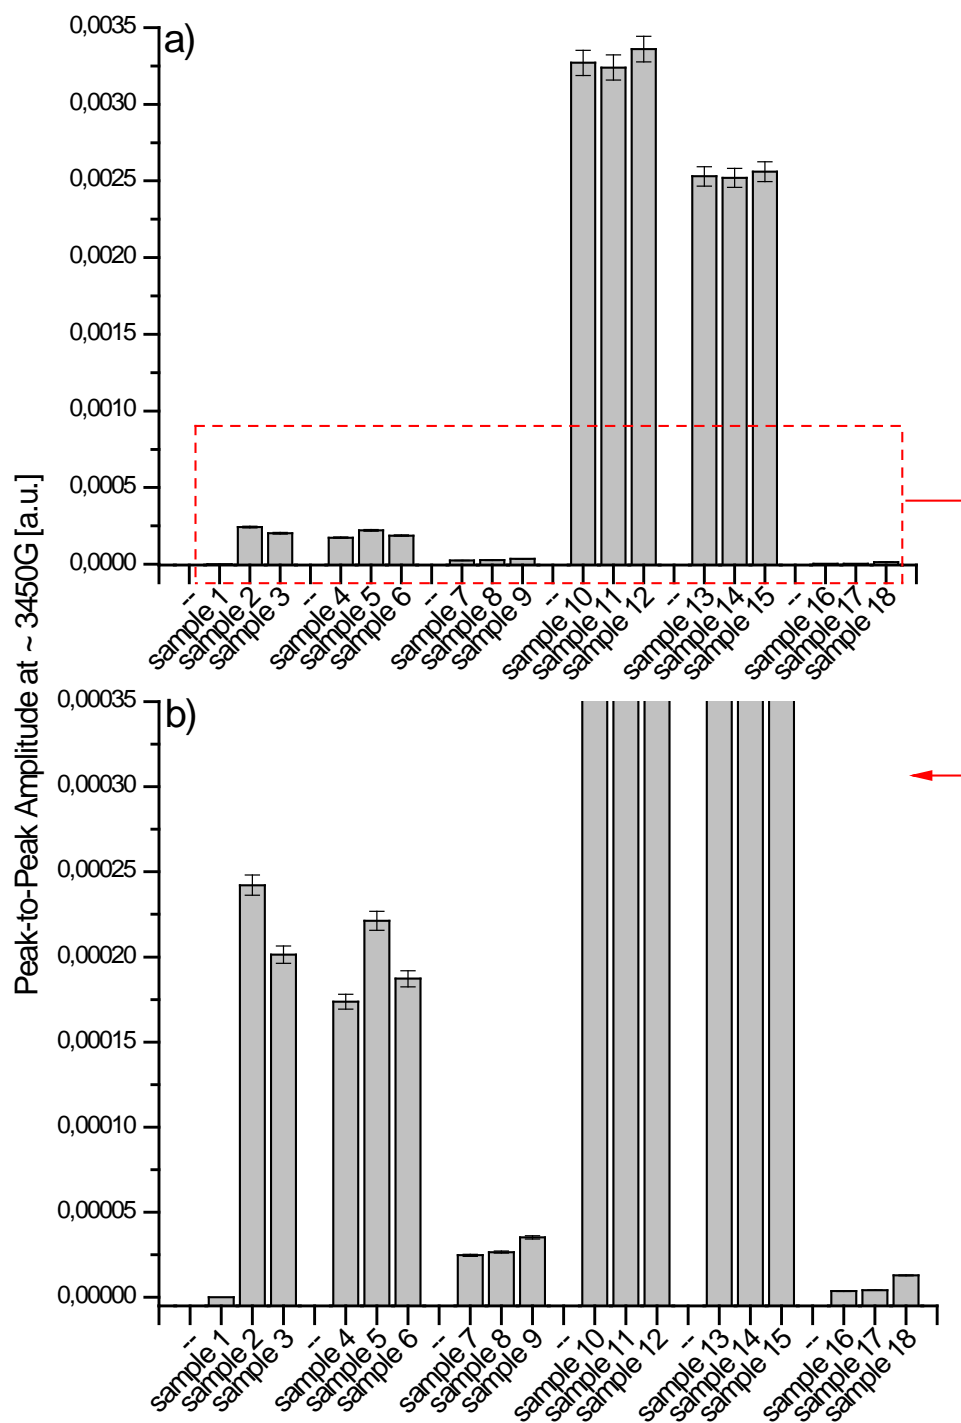 Peak-to-Peak Amplitude at ~ 3450G [a.u.]
a)
0,0035
0,0030
0,0025
0,0020
0,0015
0,0010
0,0005
0,0000
--
sample 1
sample 2
sample 3
--
sample 4
sample 5
sample 6
--
sample 7
sample 8
sample 9
--
sample 10
sample 11
sample 12
--
sample 13
sample 14
sample 15
--
sample 16
sample 17
sample 18
b)
0,00035
0,00030
0,00025
0,00020
0,00015
0,00010
0,00005
0,00000
--
sample 1
sample 2
sample 3
--
sample 4
sample 5
sample 6
--
sample 7
sample 8
sample 9
--
sample 10
sample 11
sample 12
--
sample 13
sample 14
sample 15
--
sample 16
sample 17
sample 18